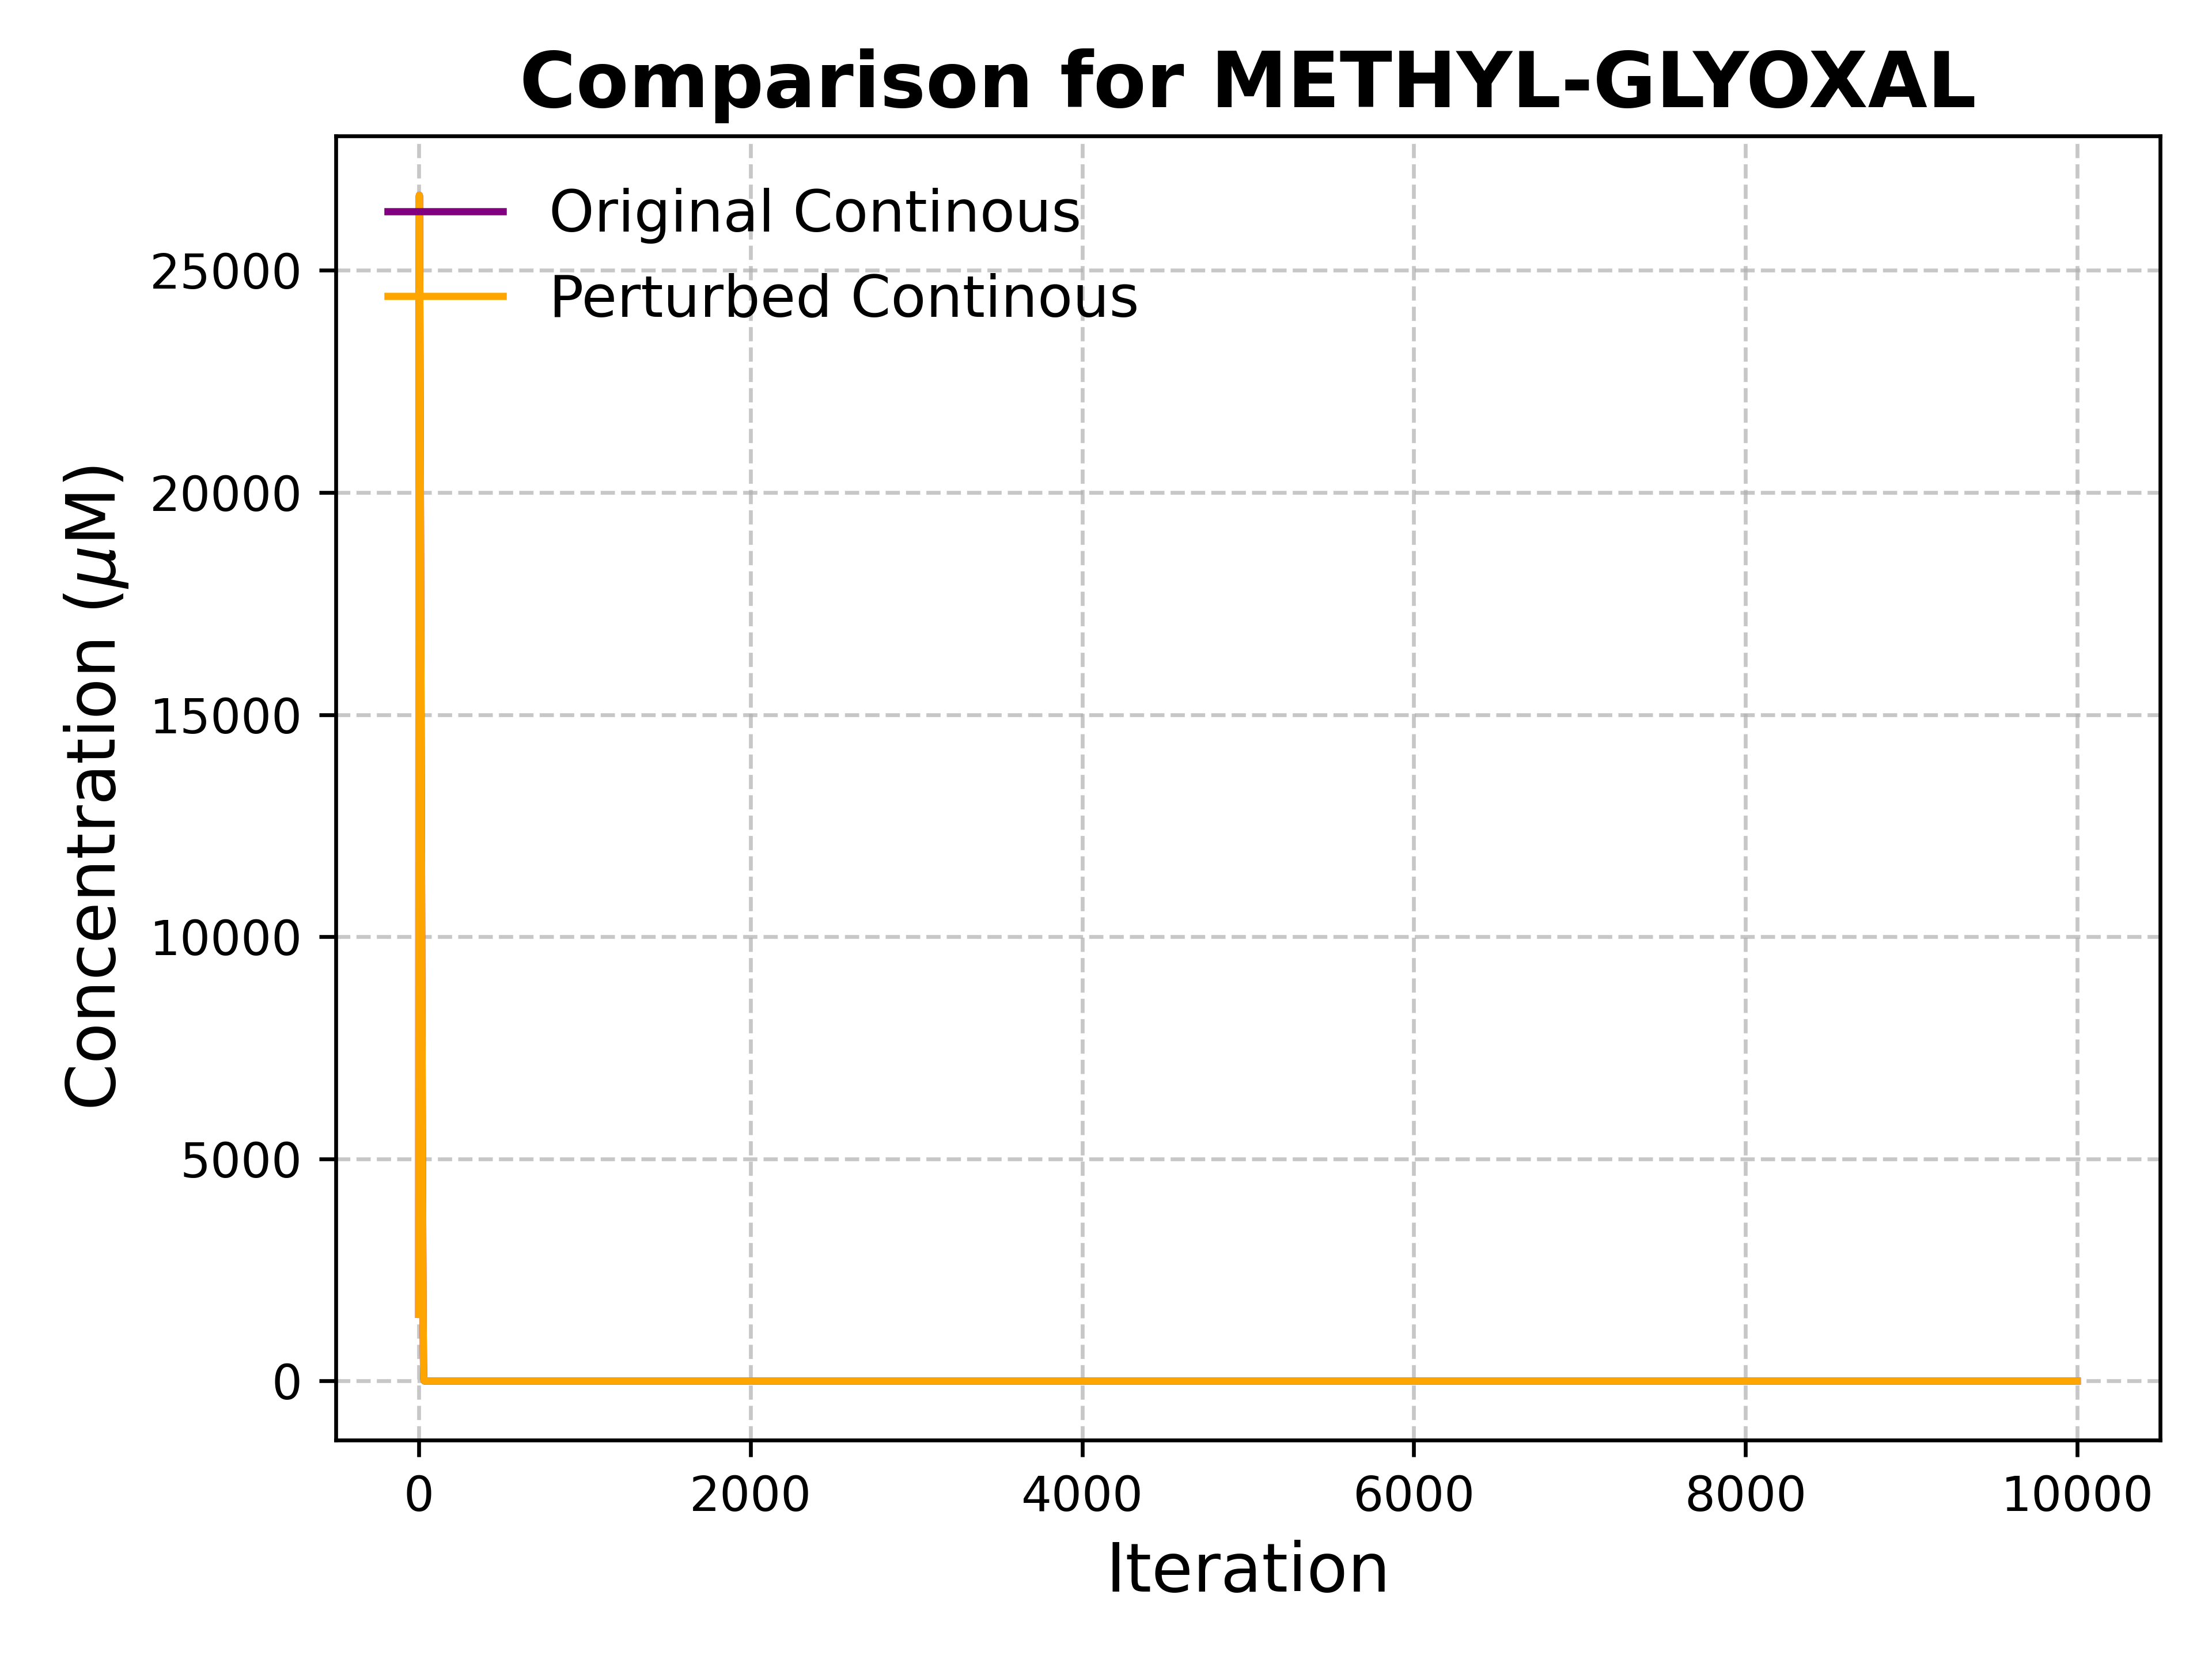 Comparison for METHYL-GLYOXAL
Original Continous
Perturbed Continous
Concentration (μM)
25000
20000
15000
10000
5000
0
0 2000 4000 6000 8000 10000
Iteration